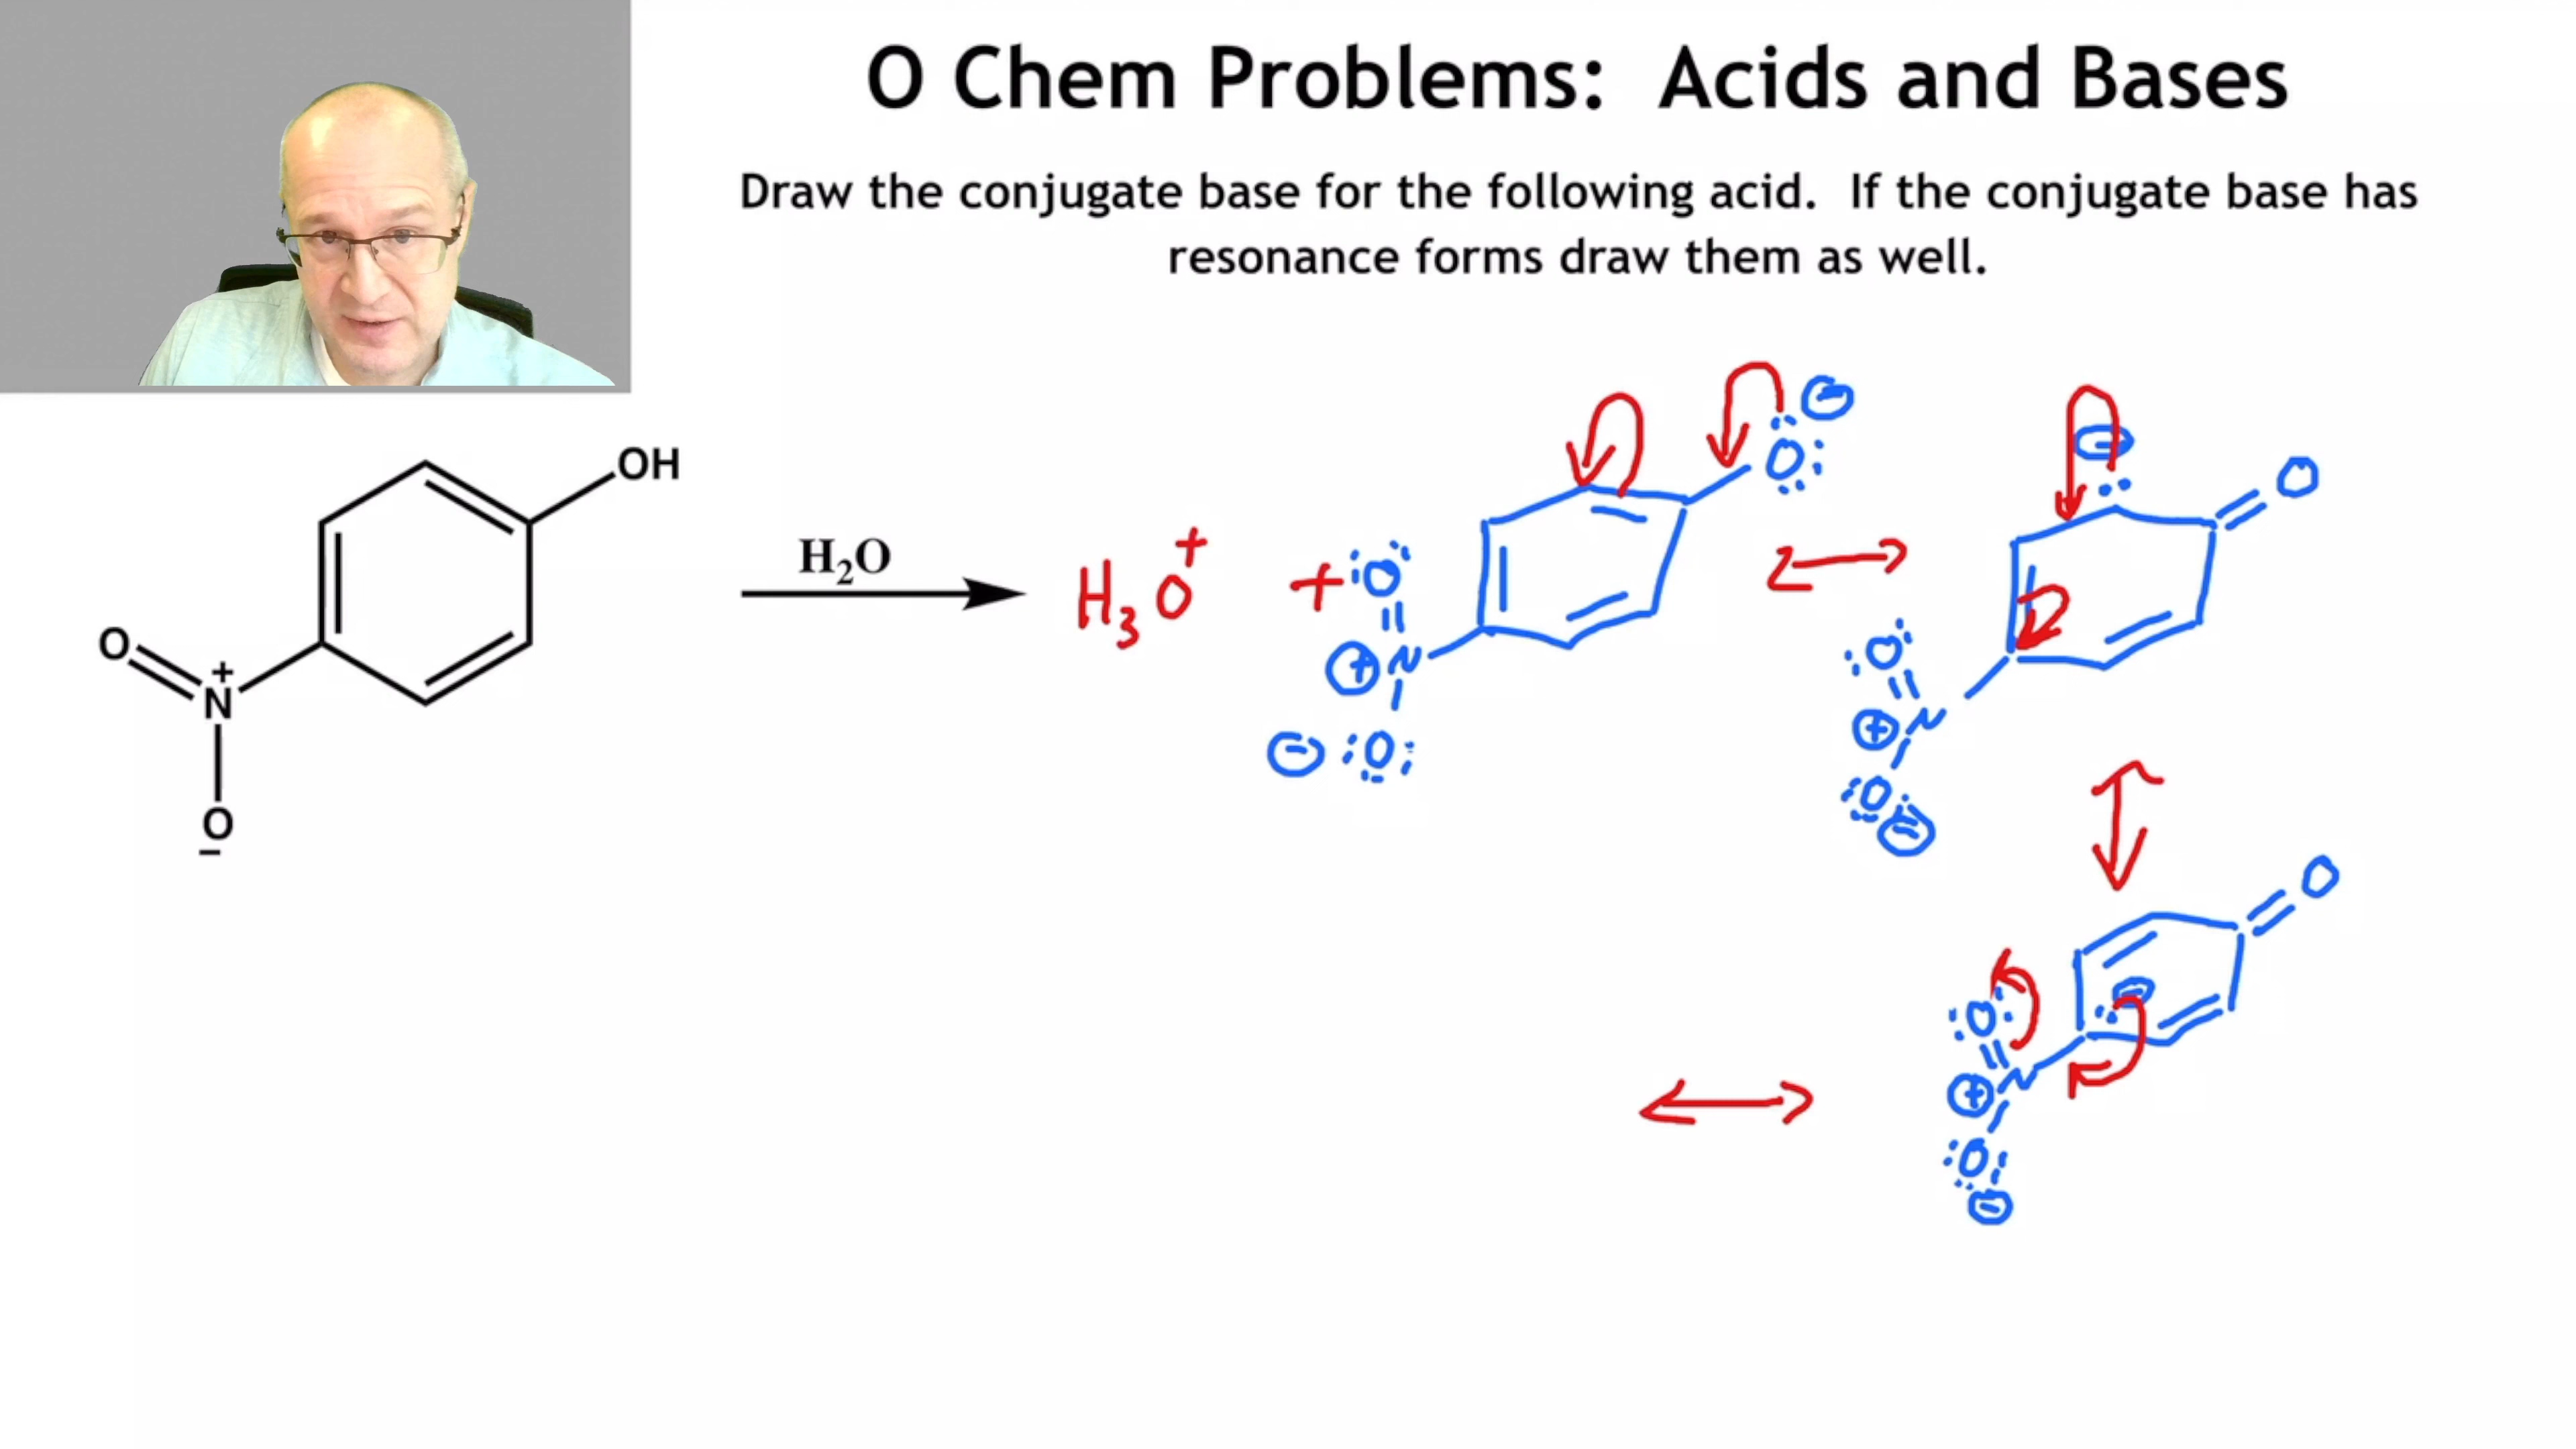 O Chem Problems: Acids and Bases
Draw the conjugate base for the following acid. If the conjugate base has
resonance forms draw them as well.
OH
O
N
+
O
−
H₂O
H₃O⁺
+
O
⊕ N
⊖ O
O ⊖
⊖
O
O
⊕ N
O
⊖
O
⊖
O
⊕ N
O
⊖